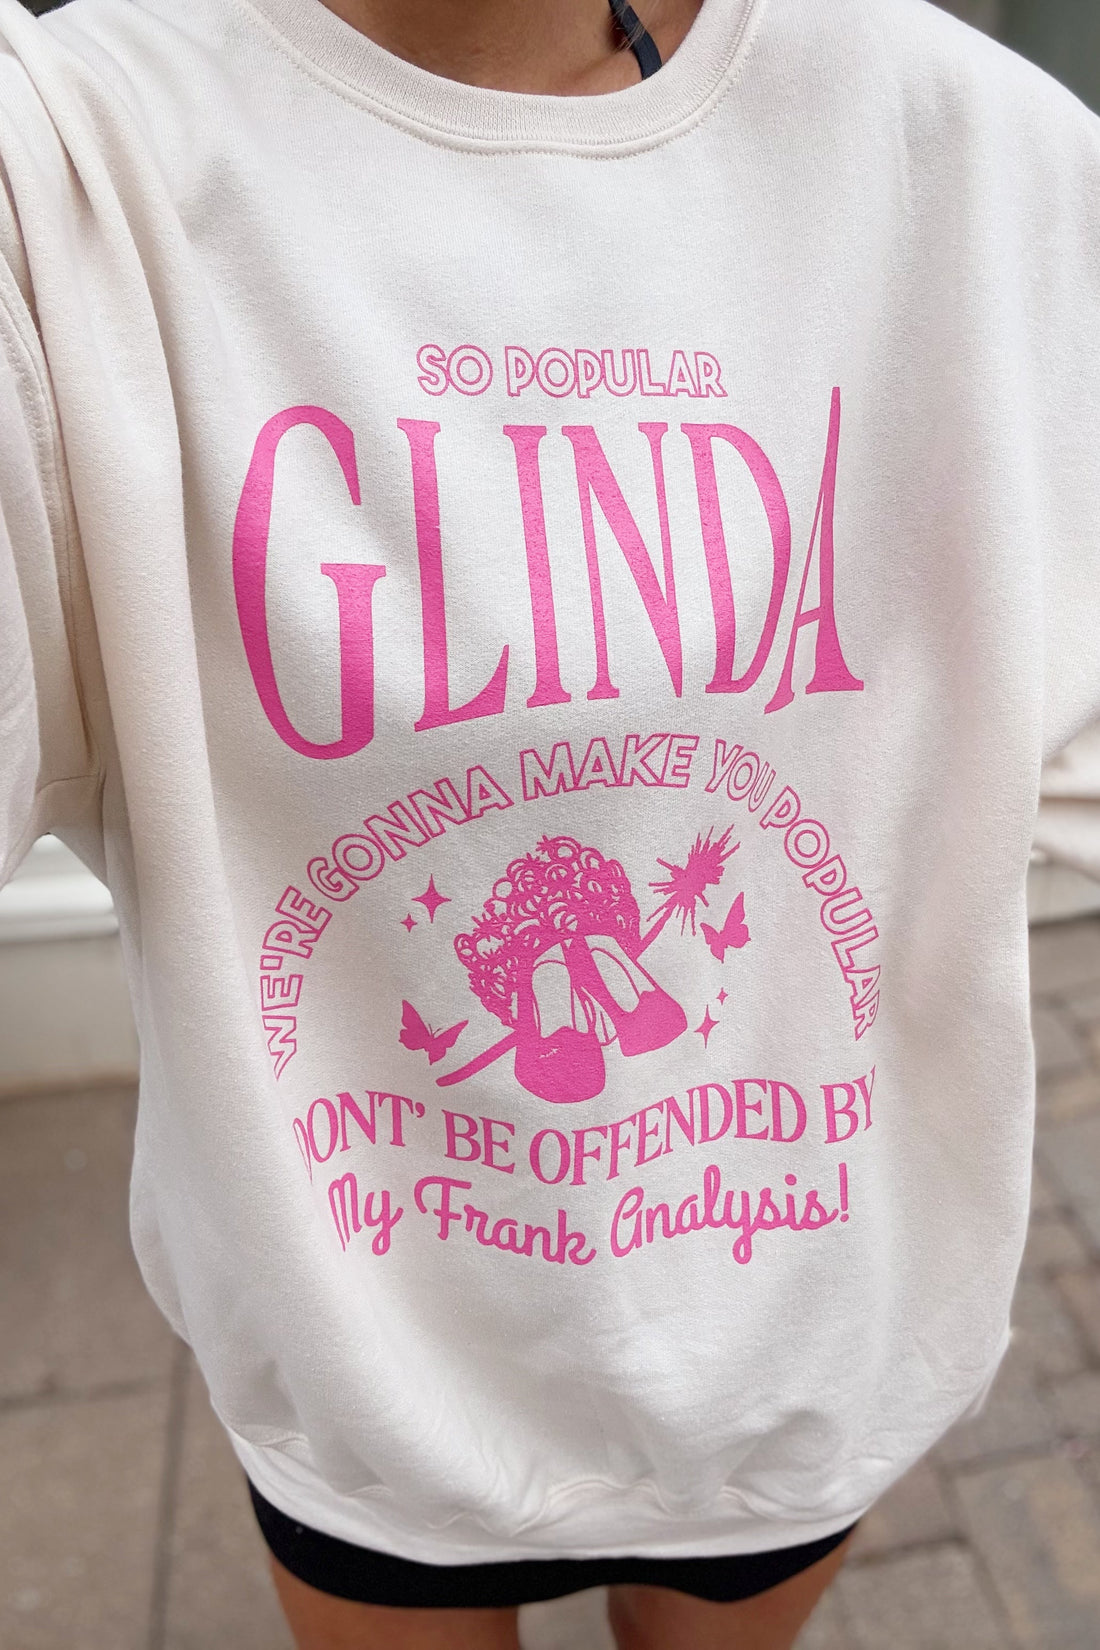 SO POPULAR
GLINDA
WE'RE GONNA MAKE YOU POPULAR
DONT' BE OFFENDED BY
My Frank Analysis!